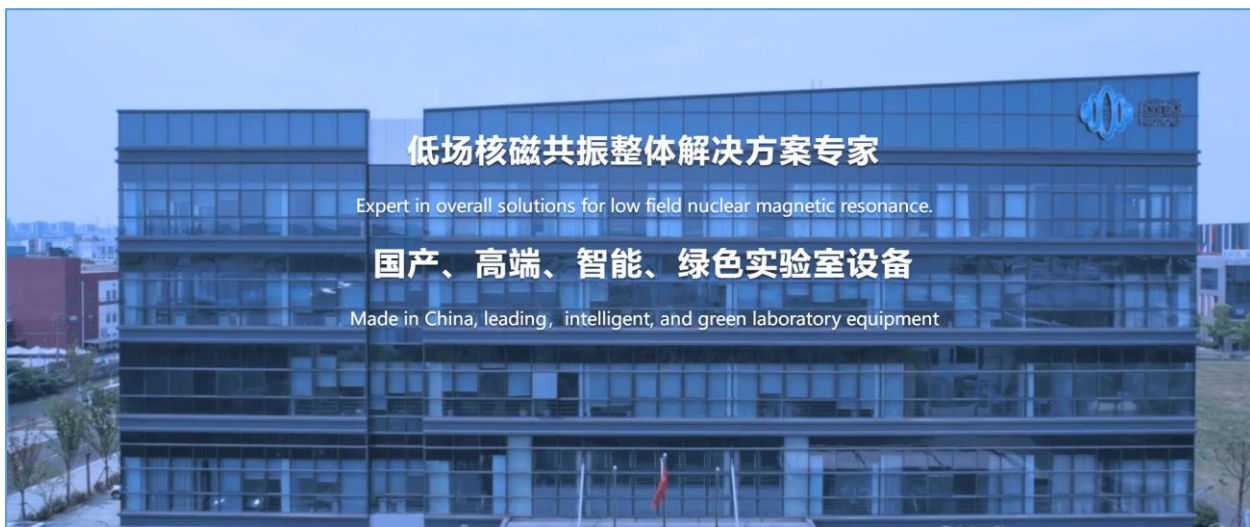 低场核磁共振整体解决方案专家
Expert in overall solutions for low field nuclear magnetic resonance.
国产、高端、智能、绿色实验室设备
Made in China, leading, intelligent, and green laboratory equipment